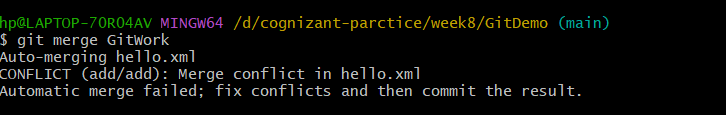 hp@LAPTOP-70RO4AV MINGW64 /d/cognizant-parctice/week8/GitDemo (main)
$ git merge GitWork
Auto-merging hello.xml
CONFLICT (add/add): Merge conflict in hello.xml
Automatic merge failed; fix conflicts and then commit the result.